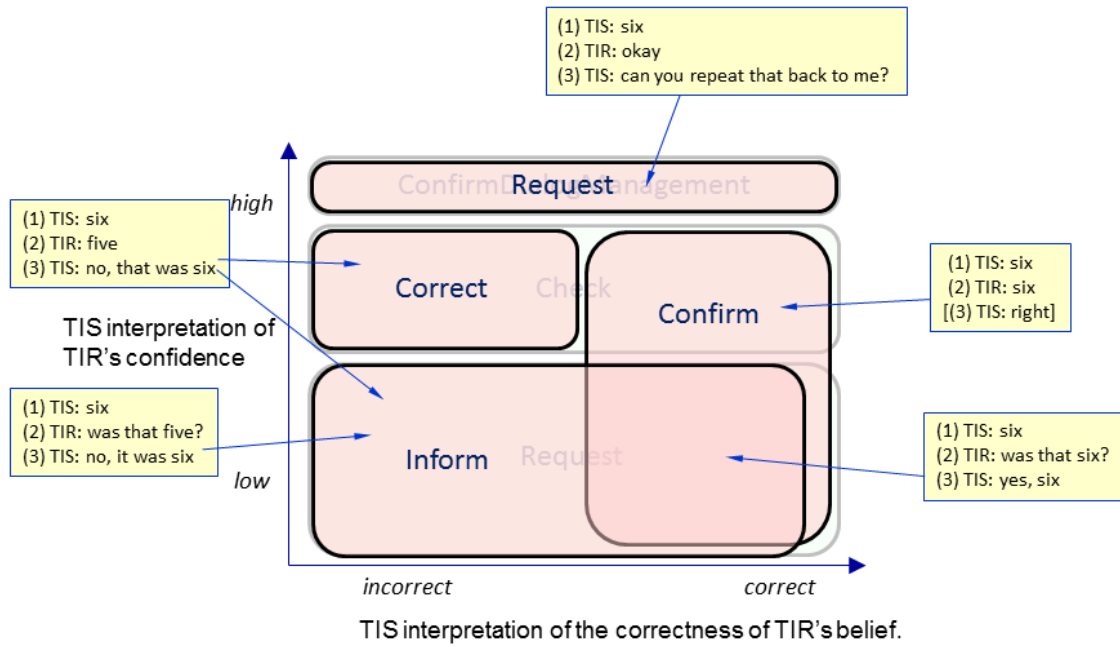 (1) TIS: six
(2) TIR: okay
(3) TIS: can you repeat that back to me?
Request
high
(1) TIS: six
(2) TIR: five
(3) TIS: no, that was six
Correct
Check
Confirm
(1) TIS: six
(2) TIR: six
[(3) TIS: right]
TIS interpretation of
TIR's confidence
(1) TIS: six
(2) TIR: was that five?
(3) TIS: no, it was six
Inform
Request
(1) TIS: six
(2) TIR: was that six?
(3) TIS: yes, six
low
incorrect
correct
TIS interpretation of the correctness of TIR's belief.